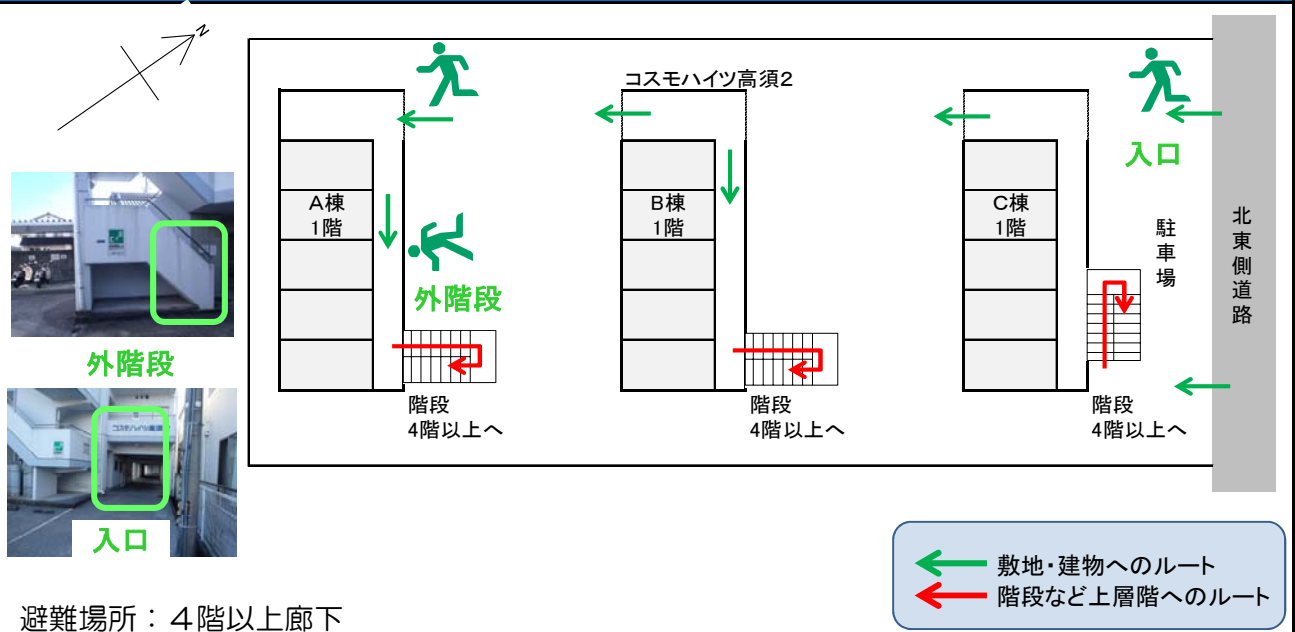 N
コスモハイツ高須2
入口
A棟
1階
B棟
1階
C棟
1階
駐車場
北東側道路
外階段
外階段
階段
4階以上へ
階段
4階以上へ
階段
4階以上へ
入口
敷地・建物へのルート
階段など上層階へのルート
避難場所:4階以上廊下